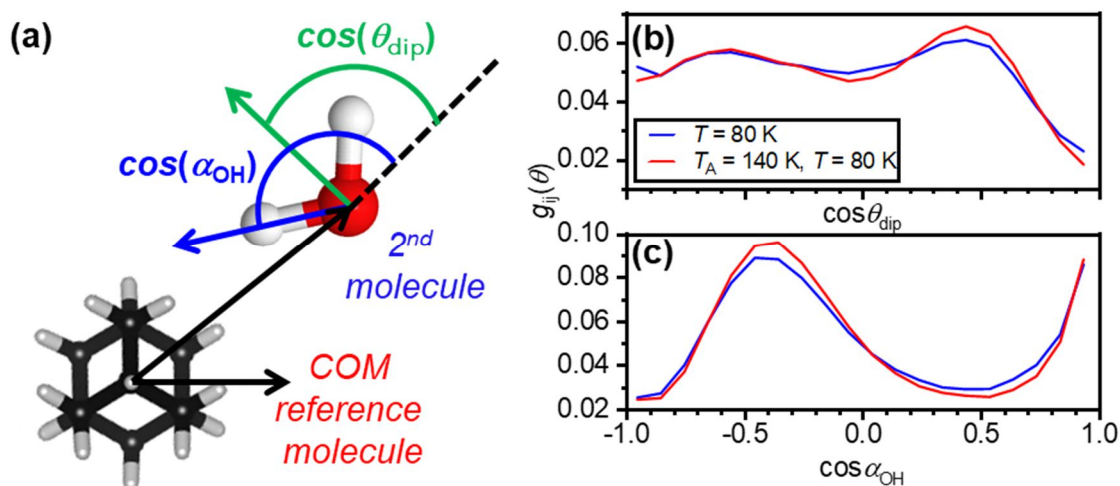 (a)
cos(θdip)
cos(αOH)
2nd
molecule
COM
reference
molecule
(b)
0.06
0.04
0.02
T = 80 K
TA = 140 K, T = 80 K
cosθdip
gij(θ)
(c)
0.10
0.08
0.06
0.04
0.02
-1.0 -0.5 0.0 0.5 1.0
cosαOH